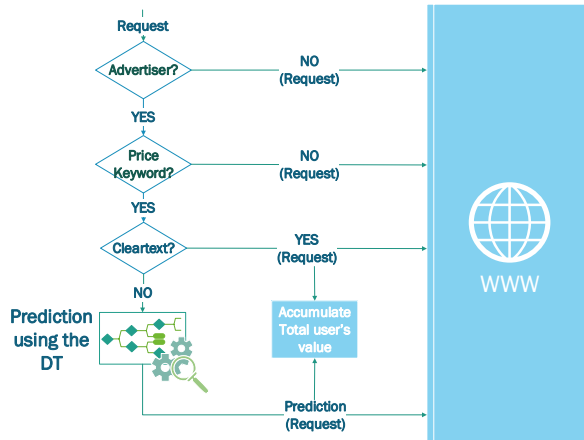 Request
Advertiser?
NO
(Request)
YES
Price
Keyword?
NO
(Request)
YES
Cleartext?
YES
(Request)
NO
Prediction
using the
DT
Accumulate
Total user's
value
Prediction
(Request)
WWW